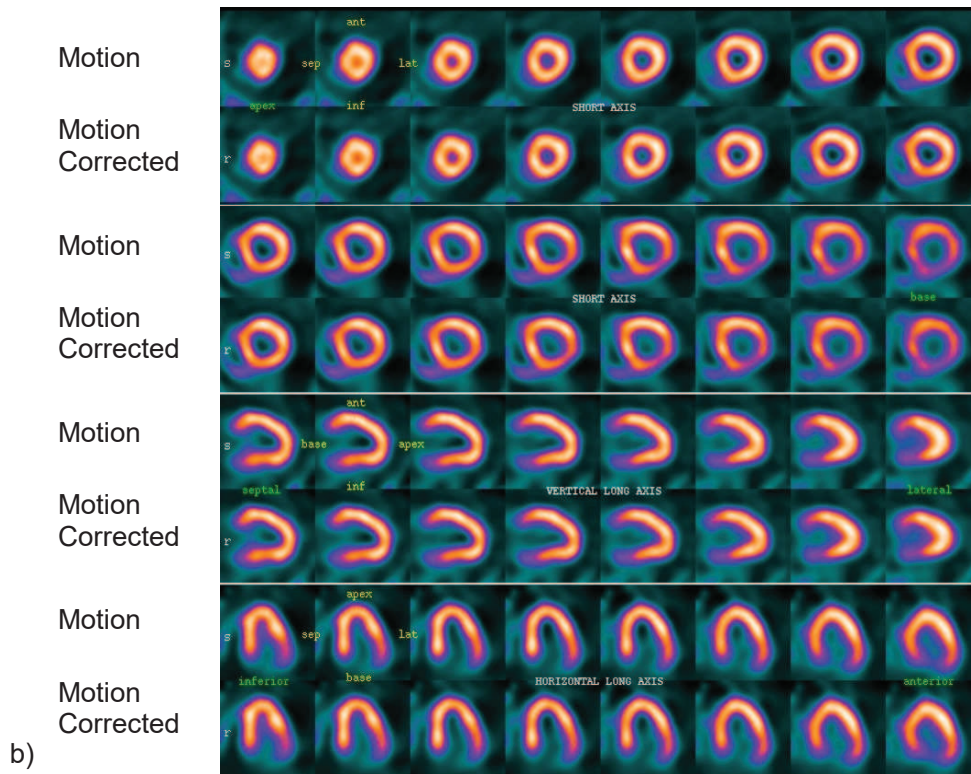 Motion
ant
S sep lat
apex inf SHORT AXIS
Motion
Corrected
r
Motion
S
SHORT AXIS base
Motion
Corrected
r
Motion
ant
S base apex
septal inf VERTICAL LONG AXIS lateral
Motion
Corrected
r
Motion
apex
S sep lat
inferior base HORIZONTAL LONG AXIS anterior
Motion
Corrected
r
b)